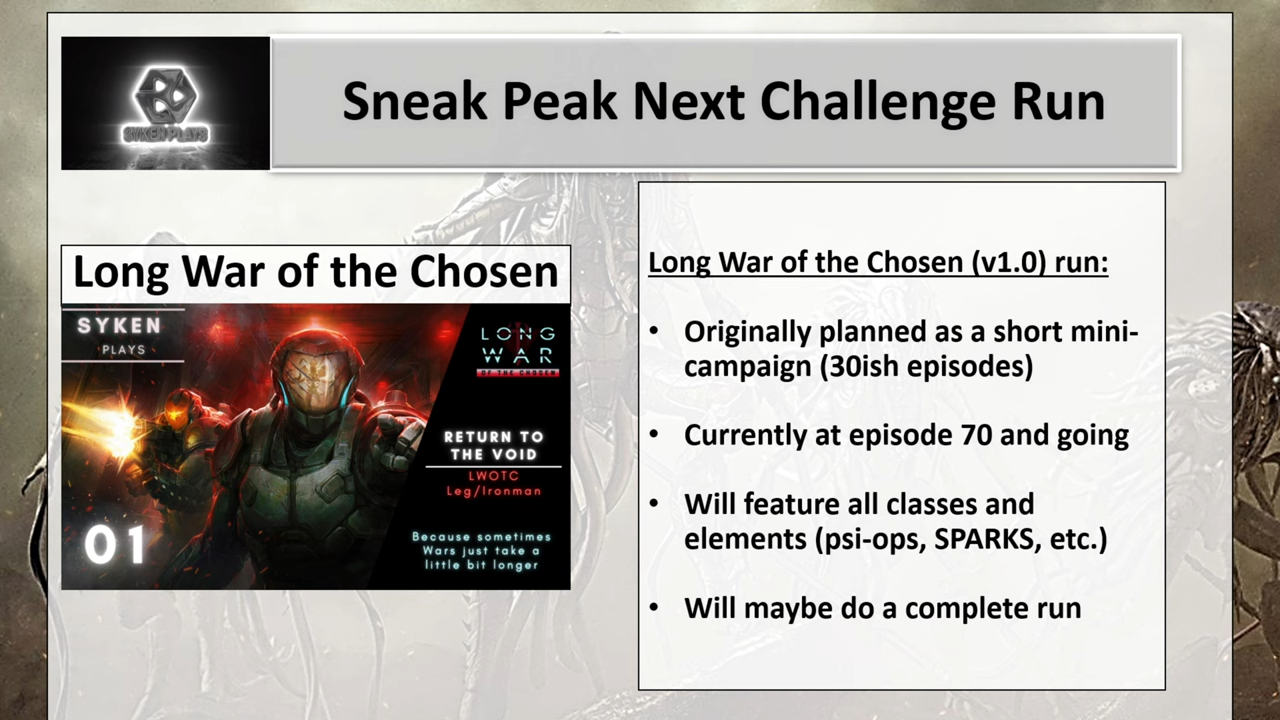 SYKEN PLAYS
Sneak Peak Next Challenge Run
Long War of the Chosen
SYKEN
PLAYS
LONG
WAR
OF THE CHOSEN
RETURN TO
THE VOID
LWOTC
Leg/Ironman
Because sometimes
Wars just take a
little bit longer
01
Long War of the Chosen (v1.0) run:
• Originally planned as a short mini-
campaign (30ish episodes)
• Currently at episode 70 and going
• Will feature all classes and
elements (psi-ops, SPARKS, etc.)
• Will maybe do a complete run